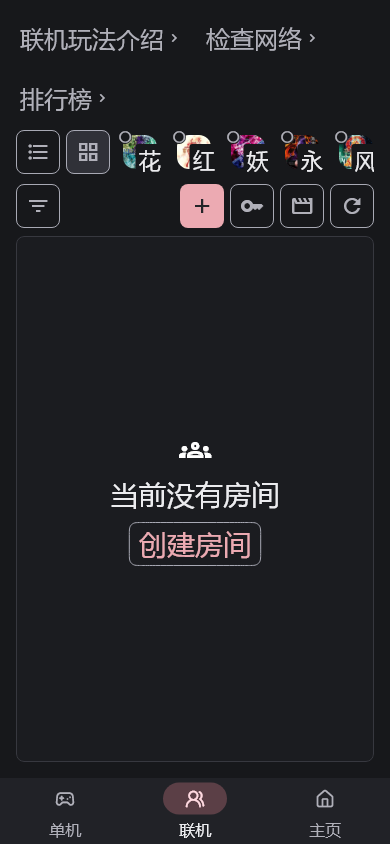 联机玩法介绍 检查网络
排行榜
花 红 妖 永 风
当前没有房间
创建房间
单机 联机 主页